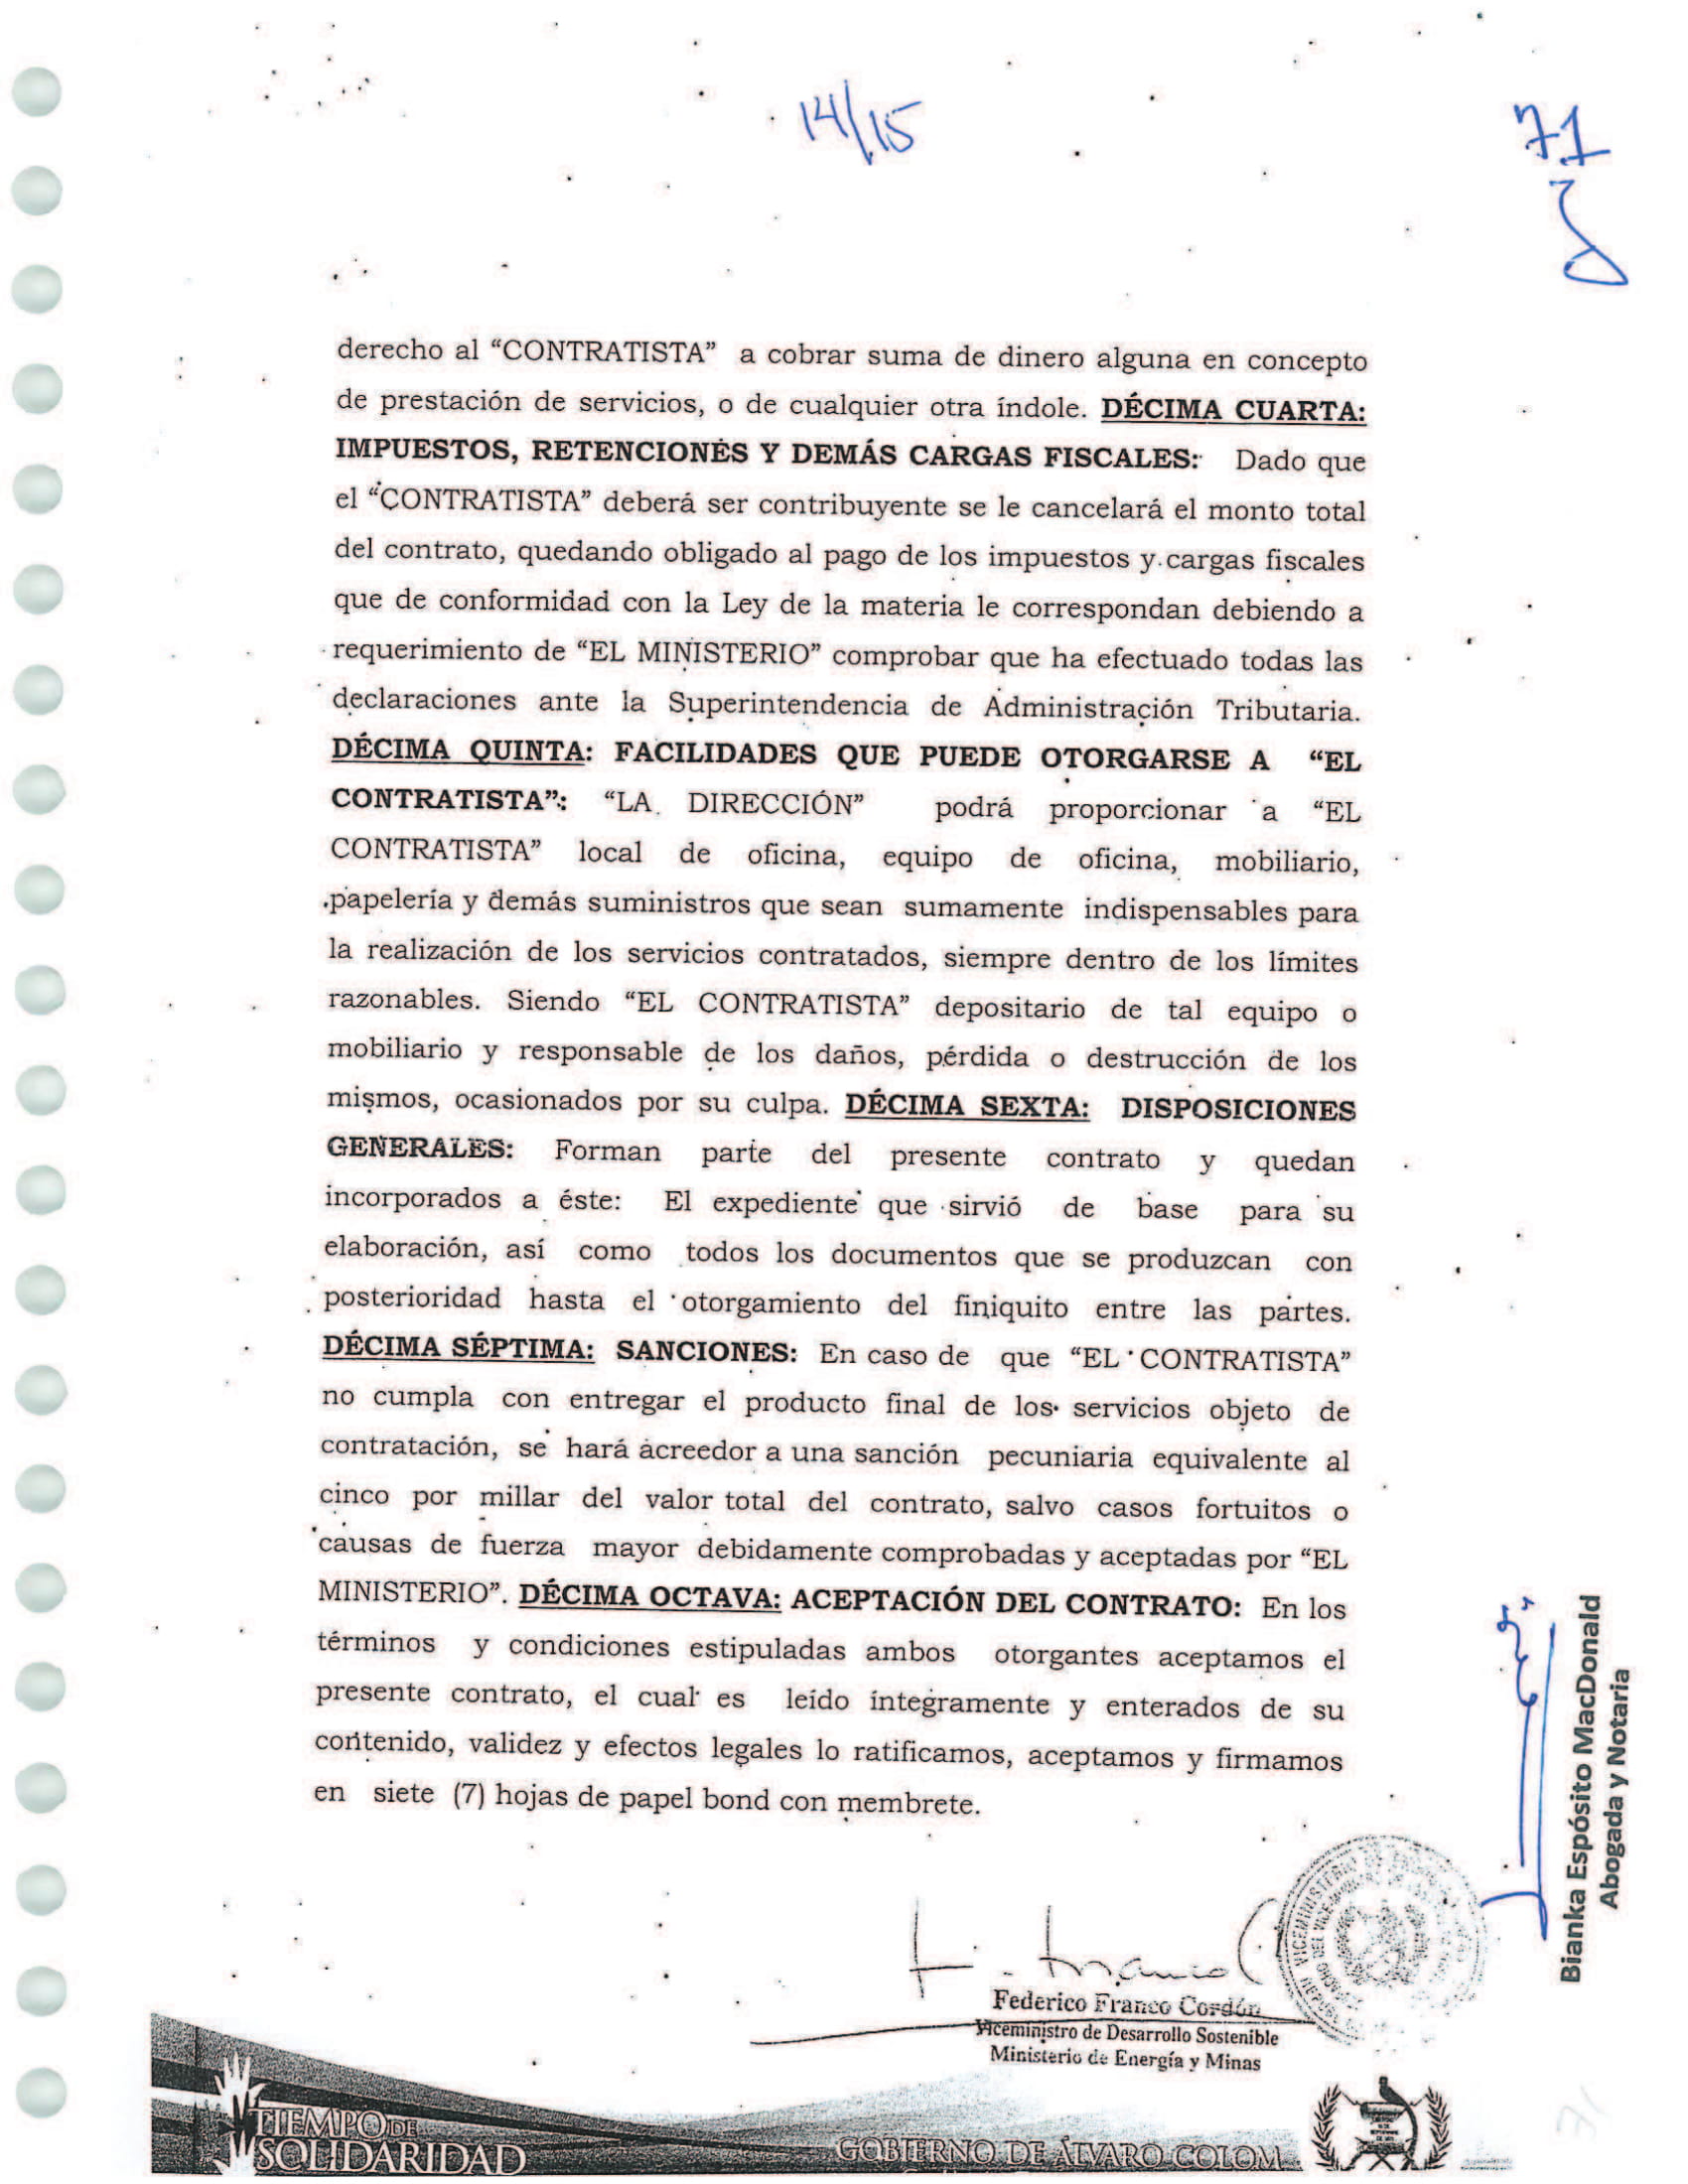 14/15
71
derecho al “CONTRATISTA” a cobrar suma de dinero alguna en concepto
de prestación de servicios, o de cualquier otra índole. DÉCIMA CUARTA:
IMPUESTOS, RETENCIONES Y DEMÁS CARGAS FISCALES: Dado que
el “CONTRATISTA” deberá ser contribuyente se le cancelará el monto total
del contrato, quedando obligado al pago de los impuestos y cargas fiscales
que de conformidad con la Ley de la materia le correspondan debiendo a
requerimiento de “EL MINISTERIO” comprobar que ha efectuado todas las
declaraciones ante la Superintendencia de Administración Tributaria.
DÉCIMA QUINTA: FACILIDADES QUE PUEDE OTORGARSE A “EL
CONTRATISTA”: “LA DIRECCIÓN” podrá proporcionar a “EL
CONTRATISTA” local de oficina, equipo de oficina, mobiliario,
papelería y demás suministros que sean sumamente indispensables para
la realización de los servicios contratados, siempre dentro de los límites
razonables. Siendo “EL CONTRATISTA” depositario de tal equipo o
mobiliario y responsable de los daños, pérdida o destrucción de los
mismos, ocasionados por su culpa. DÉCIMA SEXTA: DISPOSICIONES
GENERALES: Forman parte del presente contrato y quedan
incorporados a éste: El expediente que sirvió de base para su
elaboración, así como todos los documentos que se produzcan con
posterioridad hasta el otorgamiento del finiquito entre las partes.
DÉCIMA SÉPTIMA: SANCIONES: En caso de que “EL CONTRATISTA”
no cumpla con entregar el producto final de los servicios objeto de
contratación, se hará acreedor a una sanción pecuniaria equivalente al
cinco por millar del valor total del contrato, salvo casos fortuitos o
causas de fuerza mayor debidamente comprobadas y aceptadas por “EL
MINISTERIO”. DÉCIMA OCTAVA: ACEPTACIÓN DEL CONTRATO: En los
términos y condiciones estipuladas ambos otorgantes aceptamos el
presente contrato, el cual es leído íntegramente y enterados de su
contenido, validez y efectos legales lo ratificamos, aceptamos y firmamos
en siete (7) hojas de papel bond con membrete.
Bianka Espósito MacDonald
Abogada y Notaria
Federico Franco Cordón
Viceministro de Desarrollo Sostenible
Ministerio de Energía y Minas
TIEMPO DE
SOLIDARIDAD
GOBIERNO DE ÁLVARO COLOM
71